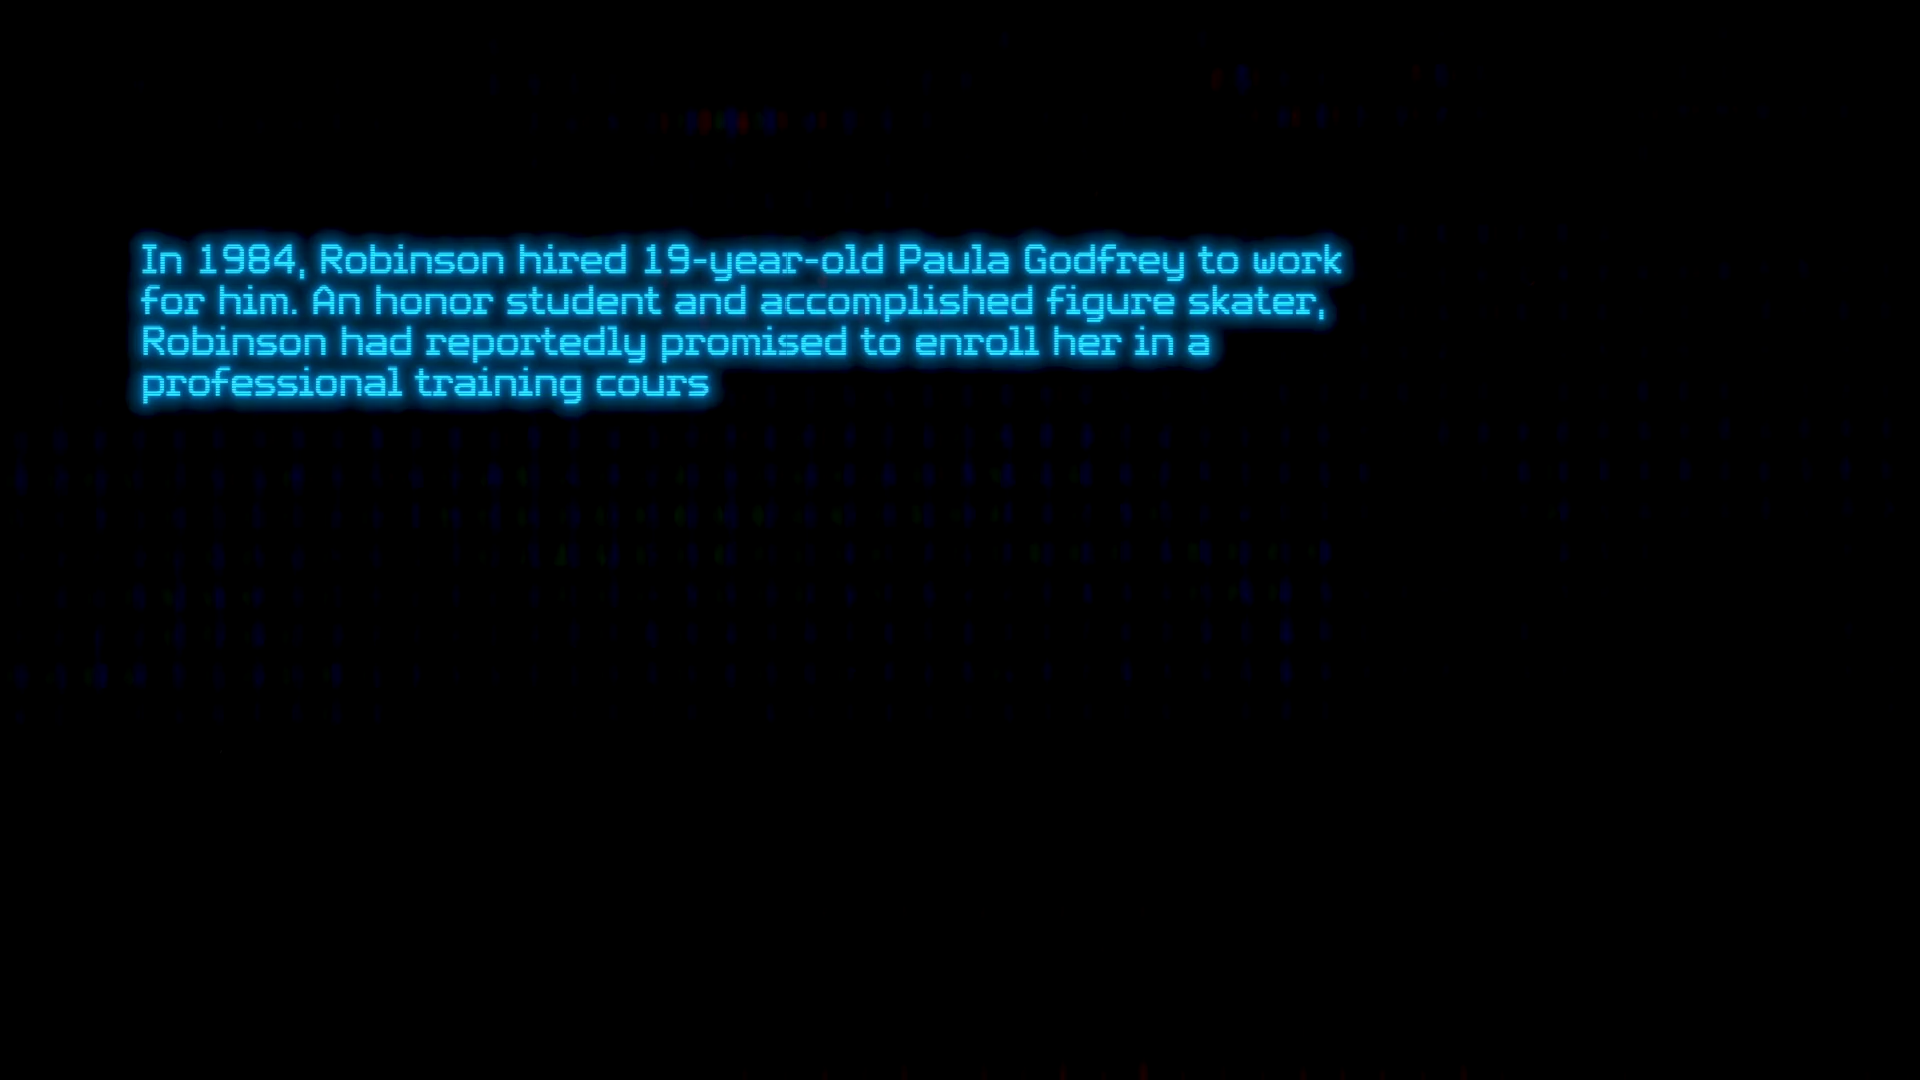 In 1984, Robinson hired 19-year-old Paula Godfrey to work
for him. An honor student and accomplished figure skater,
Robinson had reportedly promised to enroll her in a
professional training cours